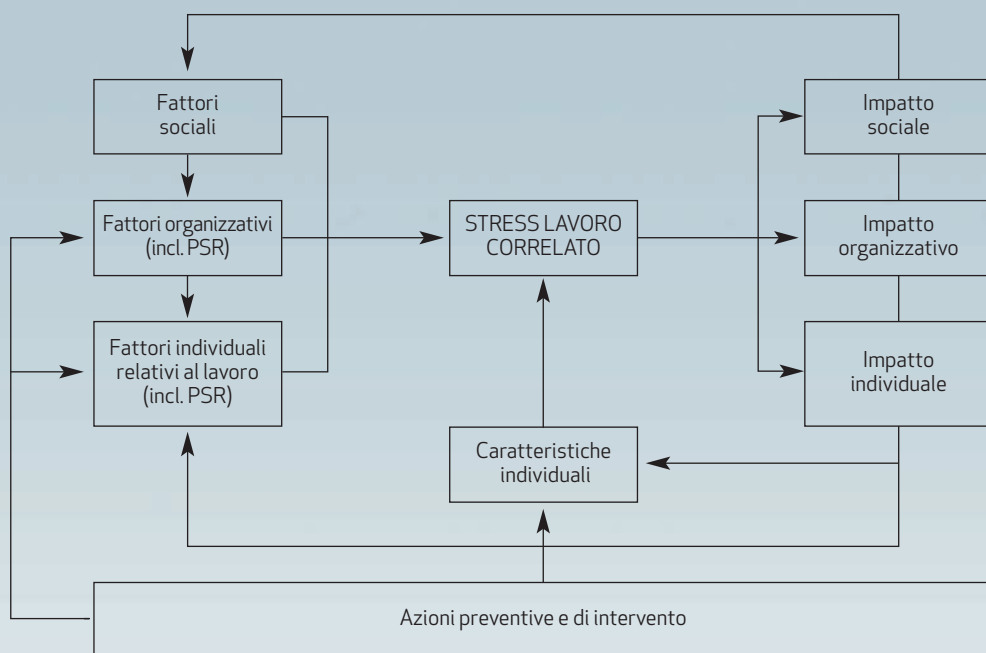 Fattori
sociali
Fattori organizzativi
(incl. PSR)
Fattori individuali
relativi al lavoro
(incl. PSR)
STRESS LAVORO
CORRELATO
Caratteristiche
individuali
Impatto
sociale
Impatto
organizzativo
Impatto
individuale
Azioni preventive e di intervento